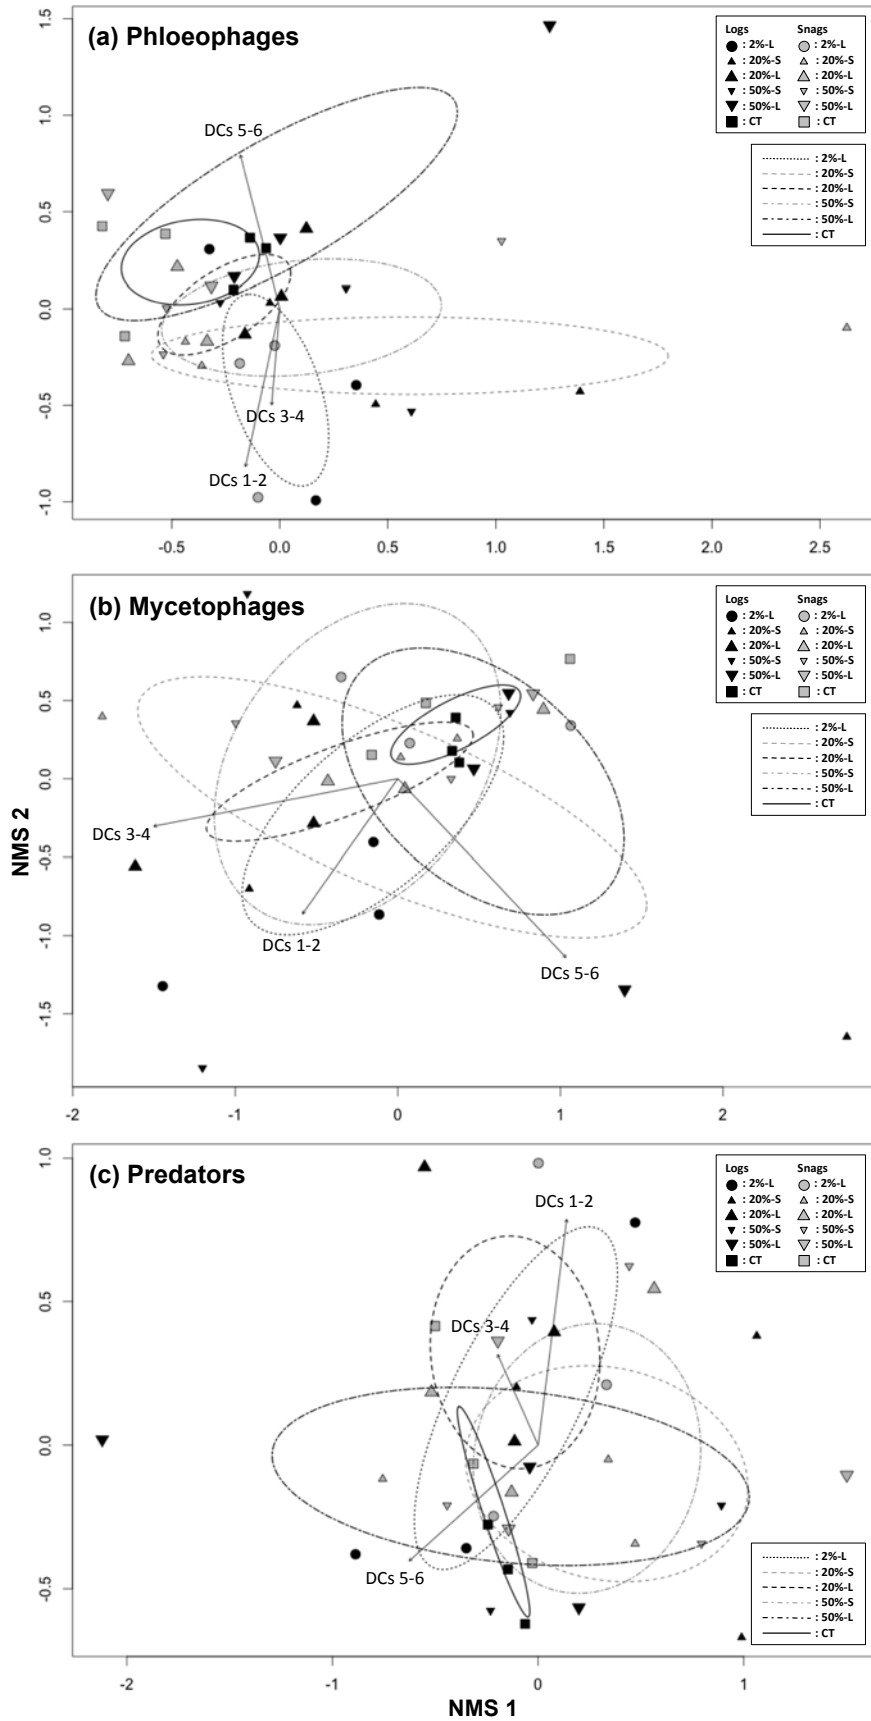 (a) Phloeophages
Logs Snags
: 2%-L : 2%-L
: 20%-S : 20%-S
: 20%-L : 20%-L
: 50%-S : 50%-S
: 50%-L : 50%-L
: CT : CT
: 2%-L
: 20%-S
: 20%-L
: 50%-S
: 50%-L
: CT
DCs 5-6
DCs 3-4
DCs 1-2
1.5
1.0
0.5
0.0
-0.5
-1.0
-0.5 0.0 0.5 1.0 1.5 2.0 2.5
(b) Mycetophages
Logs Snags
: 2%-L : 2%-L
: 20%-S : 20%-S
: 20%-L : 20%-L
: 50%-S : 50%-S
: 50%-L : 50%-L
: CT : CT
: 2%-L
: 20%-S
: 20%-L
: 50%-S
: 50%-L
: CT
DCs 3-4
DCs 1-2
DCs 5-6
NMS 2
1.0
0.5
0.0
-0.5
-1.0
-1.5
-2 -1 0 1 2
(c) Predators
Logs Snags
: 2%-L : 2%-L
: 20%-S : 20%-S
: 20%-L : 20%-L
: 50%-S : 50%-S
: 50%-L : 50%-L
: CT : CT
DCs 1-2
DCs 3-4
DCs 5-6
: 2%-L
: 20%-S
: 20%-L
: 50%-S
: 50%-L
: CT
1.0
0.5
0.0
-0.5
-2 -1 0 1
NMS 1